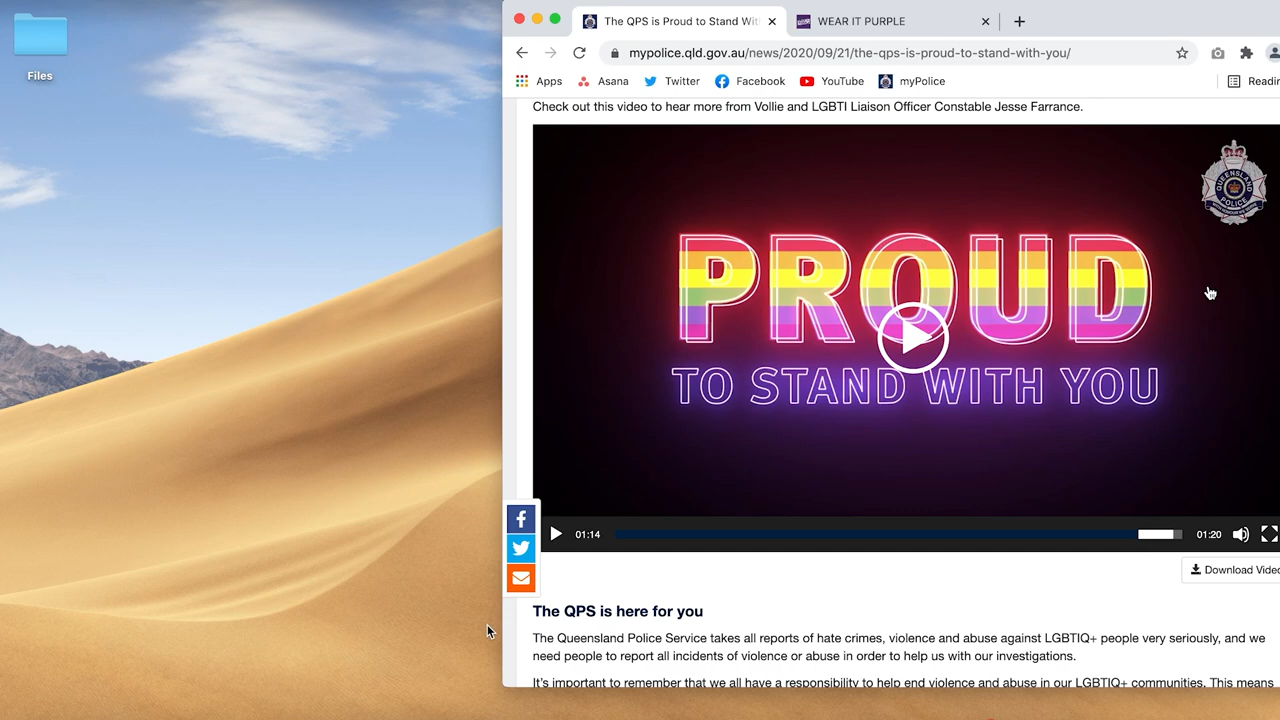 Files
The QPS is Proud to Stand Wit
WEAR IT PURPLE
mypolice.qld.gov.au/news/2020/09/21/the-qps-is-proud-to-stand-with-you/
Apps Asana Twitter Facebook YouTube myPolice Readin
Check out this video to hear more from Vollie and LGBTI Liaison Officer Constable Jesse Farrance.
QUEENSLAND
POLICE
PROUD
TO STAND WITH YOU
01:14 01:20
Download Video
The QPS is here for you
The Queensland Police Service takes all reports of hate crimes, violence and abuse against LGBTIQ+ people very seriously, and we
need people to report all incidents of violence or abuse in order to help us with our investigations.
It's important to remember that we all have a responsibility to help end violence and abuse in our LGBTIQ+ communities. This means